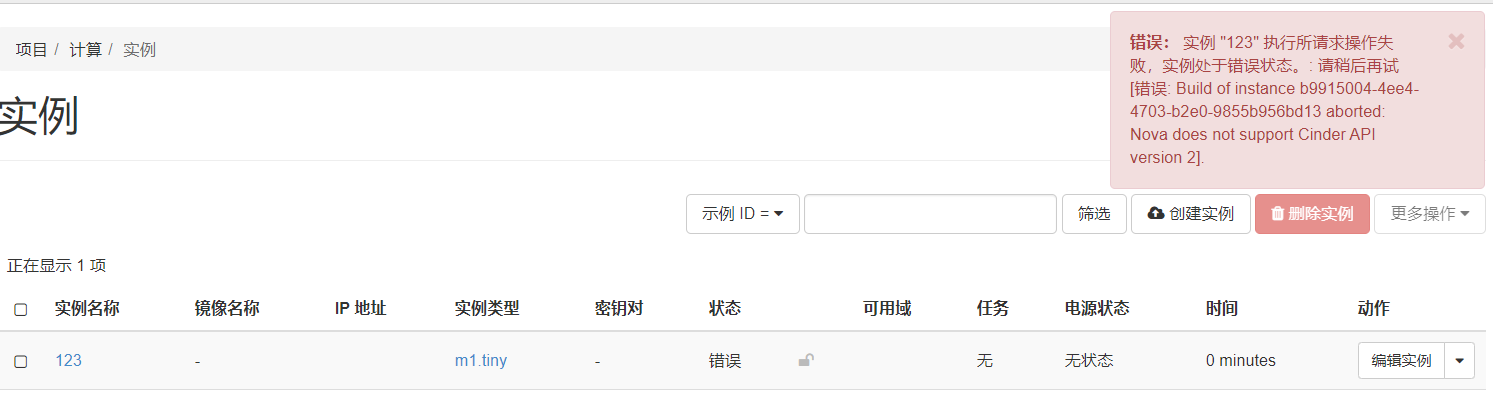 项目 / 计算 / 实例
错误： 实例 "123" 执行所请求操作失
败，实例处于错误状态。: 请稍后再试
[错误: Build of instance b9915004-4ee4-
4703-b2e0-9855b956bd13 aborted:
Nova does not support Cinder API
version 2].
实例
示例 ID = 筛选 创建实例 删除实例 更多操作
正在显示 1 项
实例名称 镜像名称 IP 地址 实例类型 密钥对 状态 可用域 任务 电源状态 时间 动作
123 - m1.tiny - 错误 无 无状态 0 minutes 编辑实例